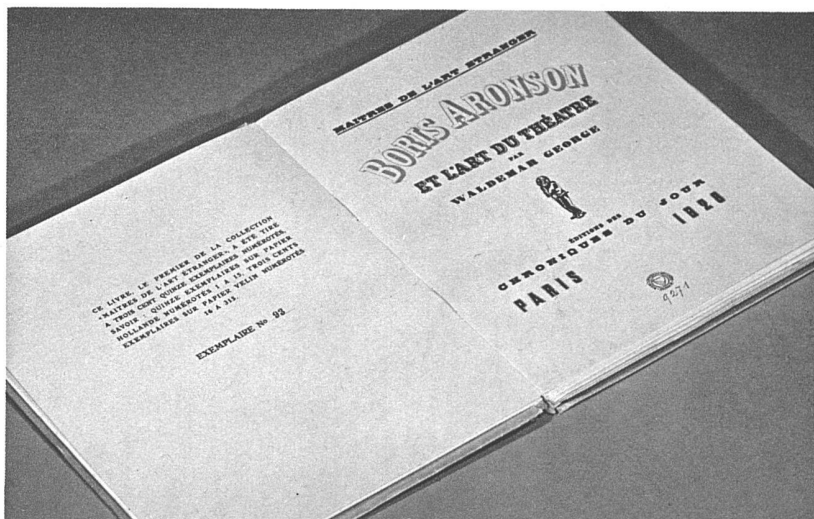 CE LIVRE, LE PREMIER DE LA COLLECTION
«MAITRES DE L'ART ETRANGER», A ÉTÉ TIRÉ
A TROIS CENT QUINZE EXEMPLAIRES NUMÉROTÉS,
SAVOIR : QUINZE EXEMPLAIRES SUR PAPIER
HOLLANDE NUMÉROTÉS 1 A 15, TROIS CENTS
EXEMPLAIRES SUR PAPIER VELIN NUMÉROTÉS
16 A 315.
EXEMPLAIRE No 93
MAITRES DE L'ART ETRANGER
BORIS ARONSON
ET L'ART DU THÉATRE
PAR
WALDEMAR GEORGE
ÉDITIONS DES
CHRONIQUES DU JOUR
PARIS 1928
9271